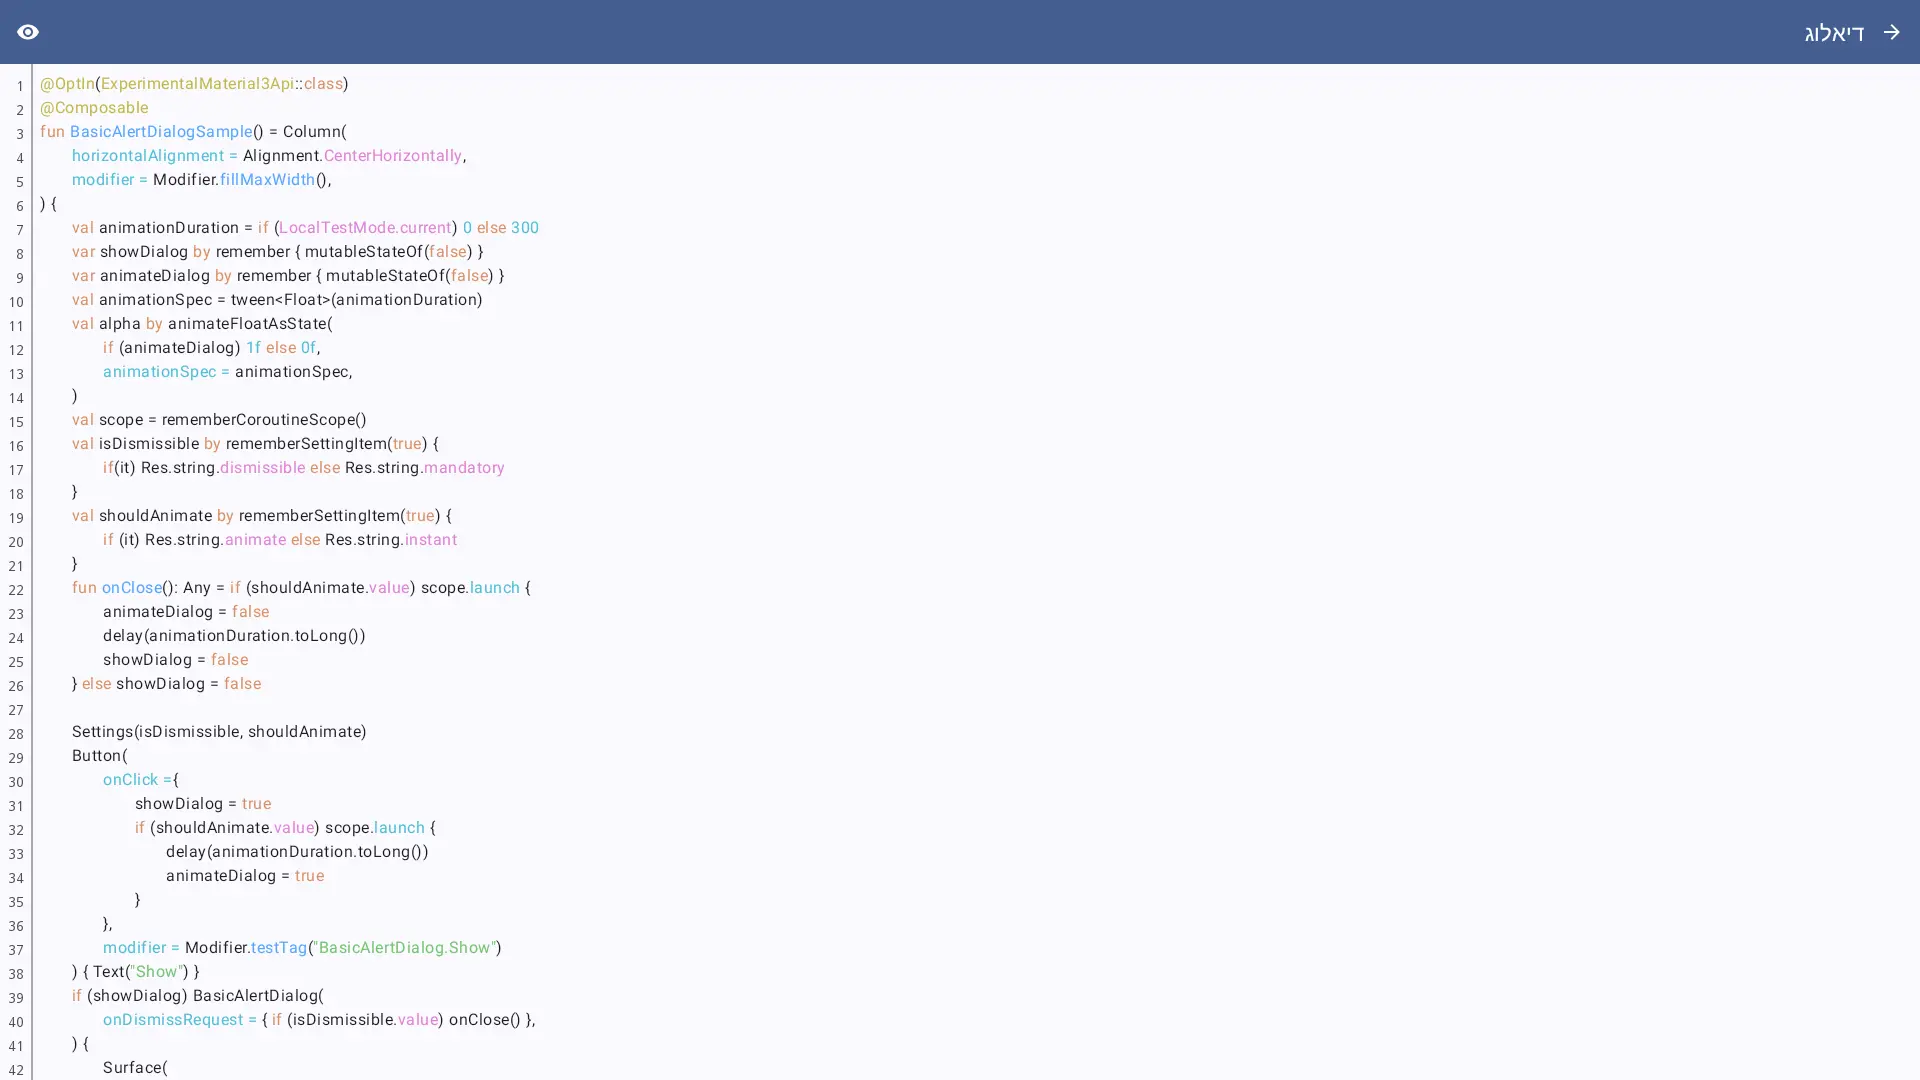 דיאלוג
1 @OptIn(ExperimentalMaterial3Api::class)
2 @Composable
3 fun BasicAlertDialogSample() = Column(
4 horizontalAlignment = Alignment.CenterHorizontally,
5 modifier = Modifier.fillMaxWidth(),
6 ) {
7 val animationDuration = if (LocalTestMode.current) 0 else 300
8 var showDialog by remember { mutableStateOf(false) }
9 var animateDialog by remember { mutableStateOf(false) }
10 val animationSpec = tween<Float>(animationDuration)
11 val alpha by animateFloatAsState(
12 if (animateDialog) 1f else 0f,
13 animationSpec = animationSpec,
14 )
15 val scope = rememberCoroutineScope()
16 val isDismissible by rememberSettingItem(true) {
17 if(it) Res.string.dismissible else Res.string.mandatory
18 }
19 val shouldAnimate by rememberSettingItem(true) {
20 if (it) Res.string.animate else Res.string.instant
21 }
22 fun onClose(): Any = if (shouldAnimate.value) scope.launch {
23 animateDialog = false
24 delay(animationDuration.toLong())
25 showDialog = false
26 } else showDialog = false
27
28 Settings(isDismissible, shouldAnimate)
29 Button(
30 onClick ={
31 showDialog = true
32 if (shouldAnimate.value) scope.launch {
33 delay(animationDuration.toLong())
34 animateDialog = true
35 }
36 },
37 modifier = Modifier.testTag("BasicAlertDialog.Show")
38 ) { Text("Show") }
39 if (showDialog) BasicAlertDialog(
40 onDismissRequest = { if (isDismissible.value) onClose() },
41 ) {
42 Surface(